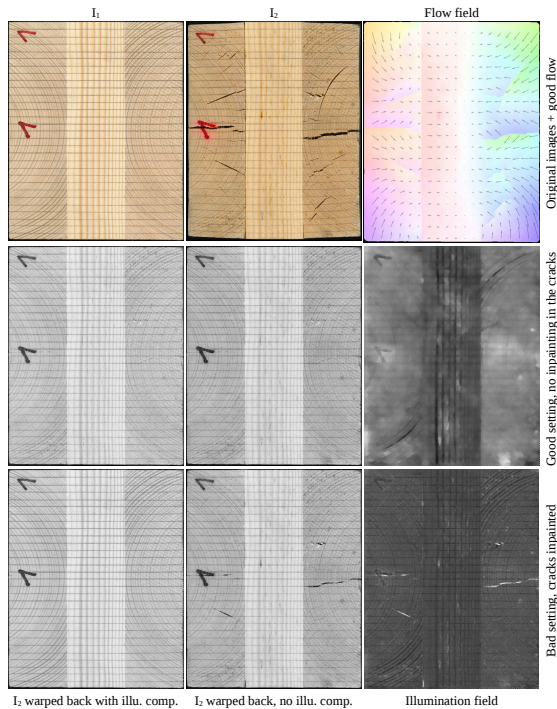 I₁
I₂
Flow field
Original images + good flow
Good setting, no inpainting in the cracks
Bad setting, cracks inpainted
I₂ warped back with illu. comp.
I₂ warped back, no illu. comp.
Illumination field